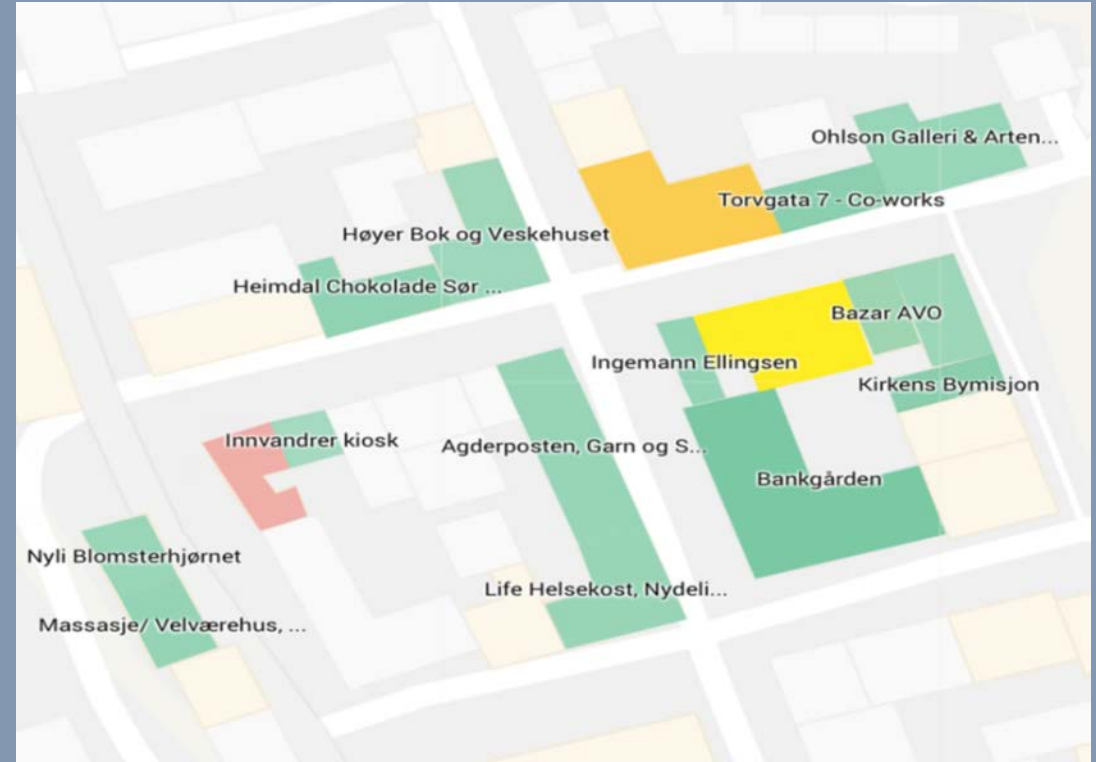 Ohlson Galleri & Arten...
Torvgata 7 - Co-works
Høyer Bok og Veskehuset
Heimdal Chokolade Sør ...
Bazar AVO
Ingemann Ellingsen
Kirkens Bymisjon
Innvandrer kiosk
Agderposten, Garn og S...
Bankgården
Nyli Blomsterhjørnet
Life Helsekost, Nydeli...
Massasje/ Velværehus, ...